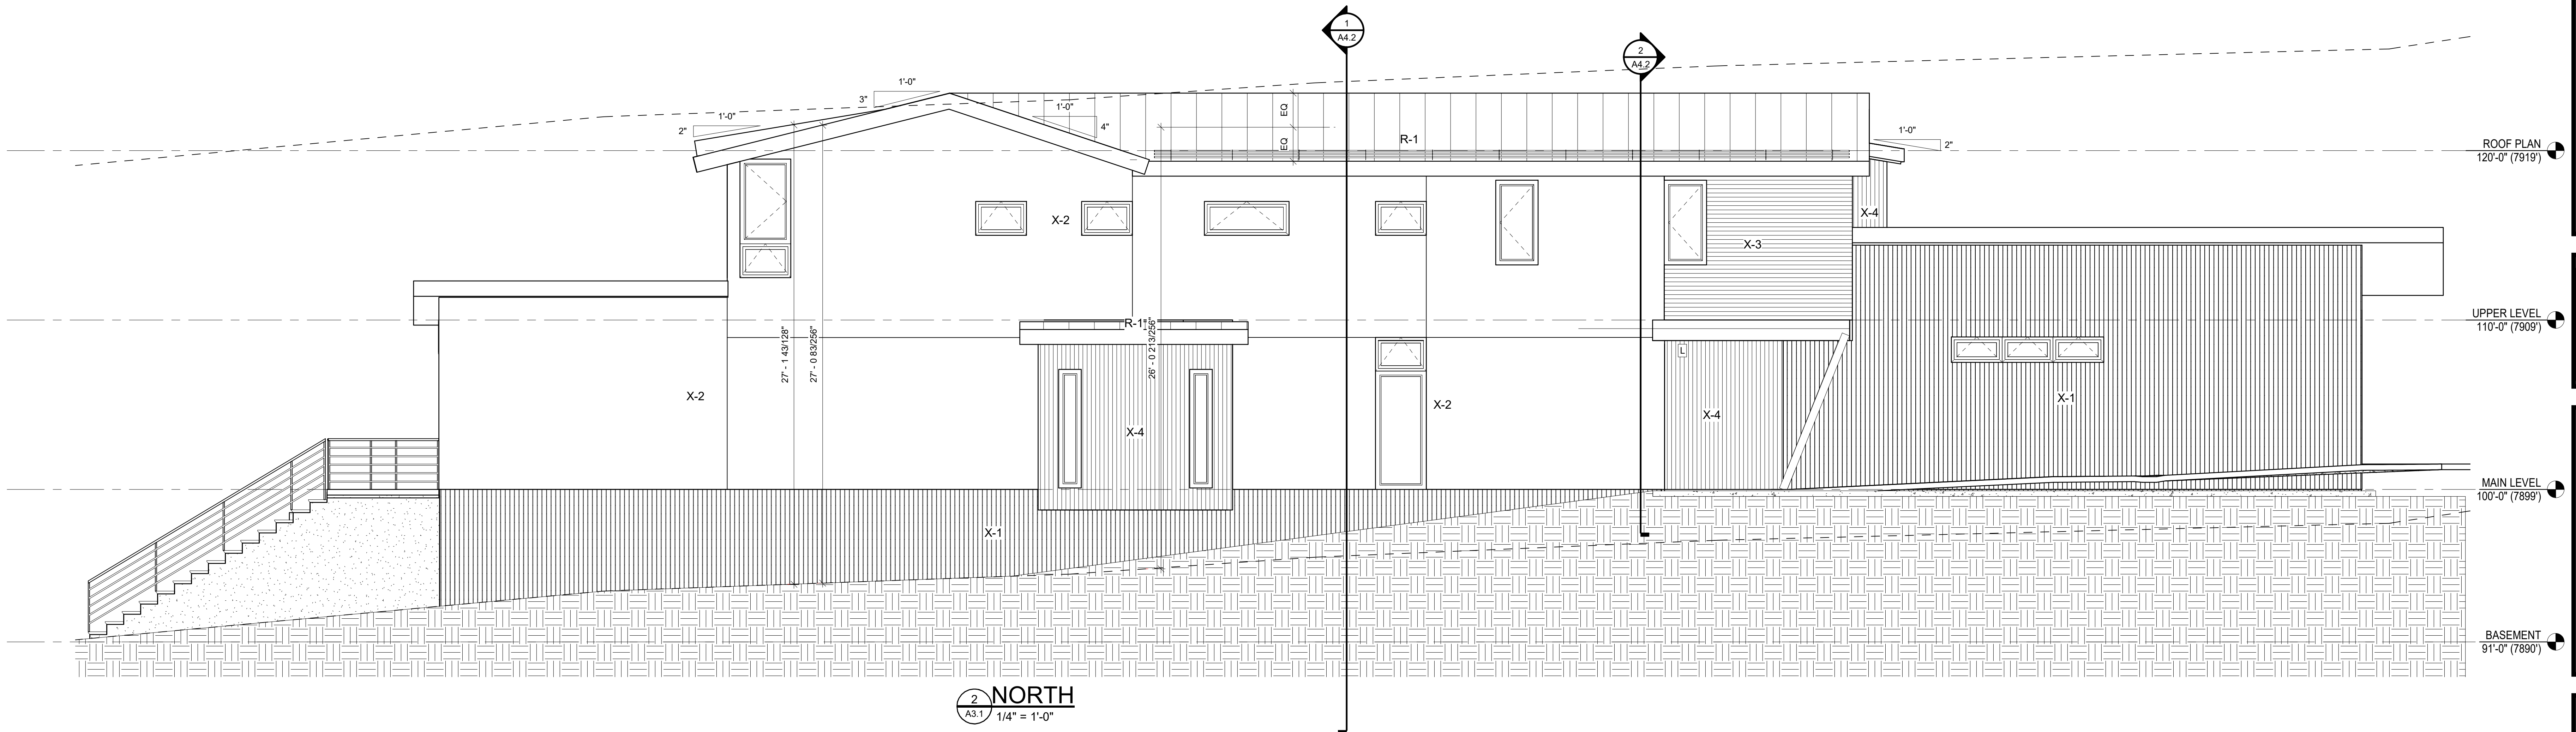 1
A4.2
2
A4.2
1'-0"
3"
1'-0"
2"
1'-0"
4"
EQ
EQ
R-1
1'-0"
2"
ROOF PLAN
120'-0" (7919')
X-2
X-4
X-3
UPPER LEVEL
110'-0" (7909')
R-1
27' - 1 43/128"
27' - 0 83/256"
26' - 0 213/256"
L
X-2
X-2
X-1
X-4
X-4
MAIN LEVEL
100'-0" (7899')
X-1
BASEMENT
91'-0" (7890')
2
A3.1
NORTH
1/4" = 1'-0"